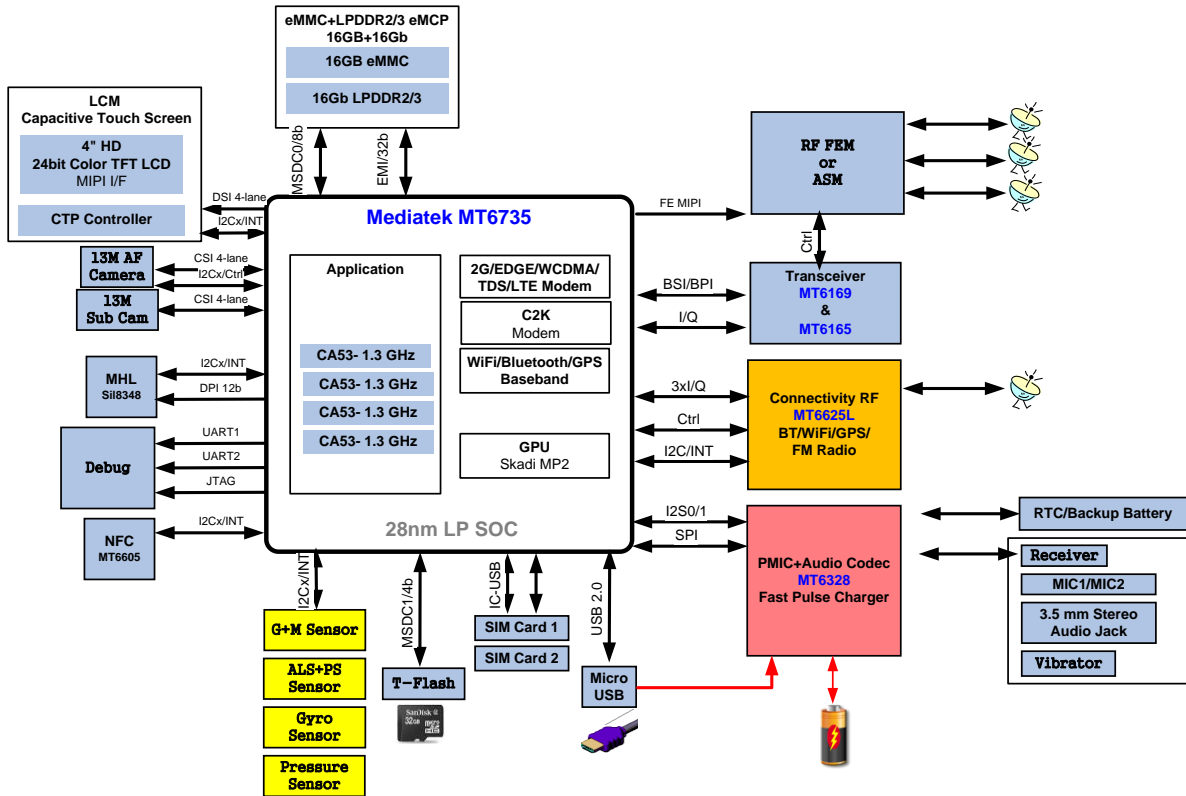 eMMC+LPDDR2/3 eMCP
16GB+16Gb
16GB eMMC
16Gb LPDDR2/3
LCM
Capacitive Touch Screen
4" HD
24bit Color TFT LCD
MIPI I/F
CTP Controller
MSDC0/8b
EMI/32b
DSI 4-lane
I2Cx/INT
13M AF
Camera
CSI 4-lane
I2Cx/Ctrl
13M
Sub Cam
CSI 4-lane
MHL
Sil8348
I2Cx/INT
DPI 12b
Debug
UART1
UART2
JTAG
NFC
MT6605
I2Cx/INT
Mediatek MT6735
Application
CA53- 1.3 GHz
CA53- 1.3 GHz
CA53- 1.3 GHz
CA53- 1.3 GHz
2G/EDGE/WCDMA/
TDS/LTE Modem
C2K
Modem
WiFi/Bluetooth/GPS
Baseband
GPU
Skadi MP2
28nm LP SOC
FE MIPI
RF FEM
or
ASM
Ctrl
BSI/BPI
I/Q
Transceiver
MT6169
&
MT6165
3xI/Q
Ctrl
I2C/INT
Connectivity RF
MT6625L
BT/WiFi/GPS/
FM Radio
I2S0/1
SPI
PMIC+Audio Codec
MT6328
Fast Pulse Charger
RTC/Backup Battery
Receiver
MIC1/MIC2
3.5 mm Stereo
Audio Jack
Vibrator
I2Cx/INT
G+M Sensor
ALS+PS
Sensor
Gyro
Sensor
Pressure
Sensor
MSDC1/4b
T-Flash
SanDisk
32GB
micro
SD
HC
IC-USB
SIM Card 1
SIM Card 2
USB 2.0
Micro
USB